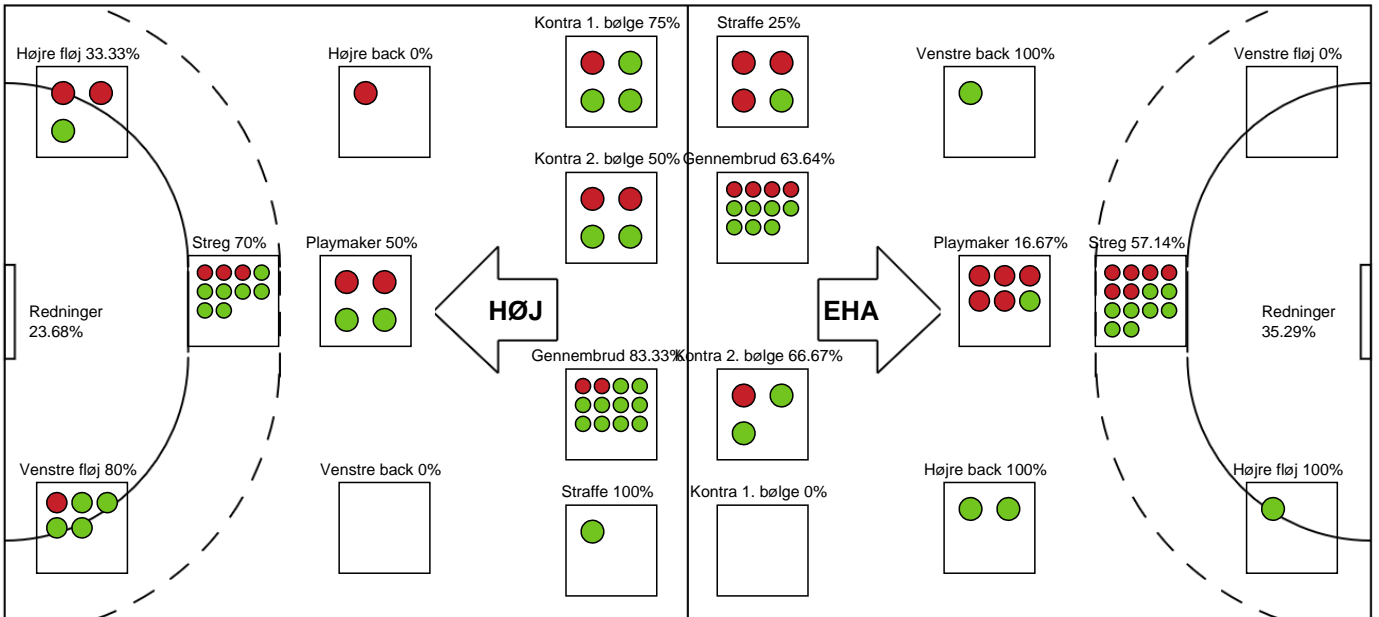 Kontra 1. bølge 75%
Straffe 25%
Højre fløj 33.33%
Højre back 0%
Venstre back 100%
Venstre fløj 0%
Kontra 2. bølge 50%
Gennembrud 63.64%
Streg 70%
Playmaker 50%
Playmaker 16.67%
Streg 57.14%
Redninger
23.68%
HØJ
EHA
Redninger
35.29%
Gennembrud 83.33%
Kontra 2. bølge 66.67%
Venstre fløj 80%
Venstre back 0%
Straffe 100%
Kontra 1. bølge 0%
Højre back 100%
Højre fløj 100%